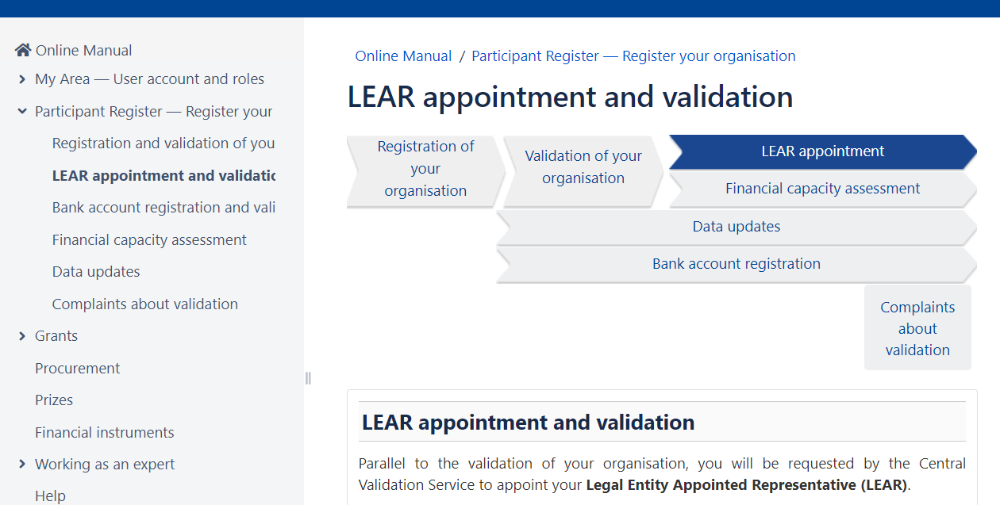 Online Manual
My Area — User account and roles
Participant Register — Register your
Registration and validation of you
LEAR appointment and validatio
Bank account registration and vali
Financial capacity assessment
Data updates
Complaints about validation
Grants
Procurement
Prizes
Financial instruments
Working as an expert
Help
Online Manual / Participant Register — Register your organisation
LEAR appointment and validation
Registration of
your
organisation
Validation of your
organisation
LEAR appointment
Financial capacity assessment
Data updates
Bank account registration
Complaints
about
validation
LEAR appointment and validation
Parallel to the validation of your organisation, you will be requested by the Central
Validation Service to appoint your Legal Entity Appointed Representative (LEAR).